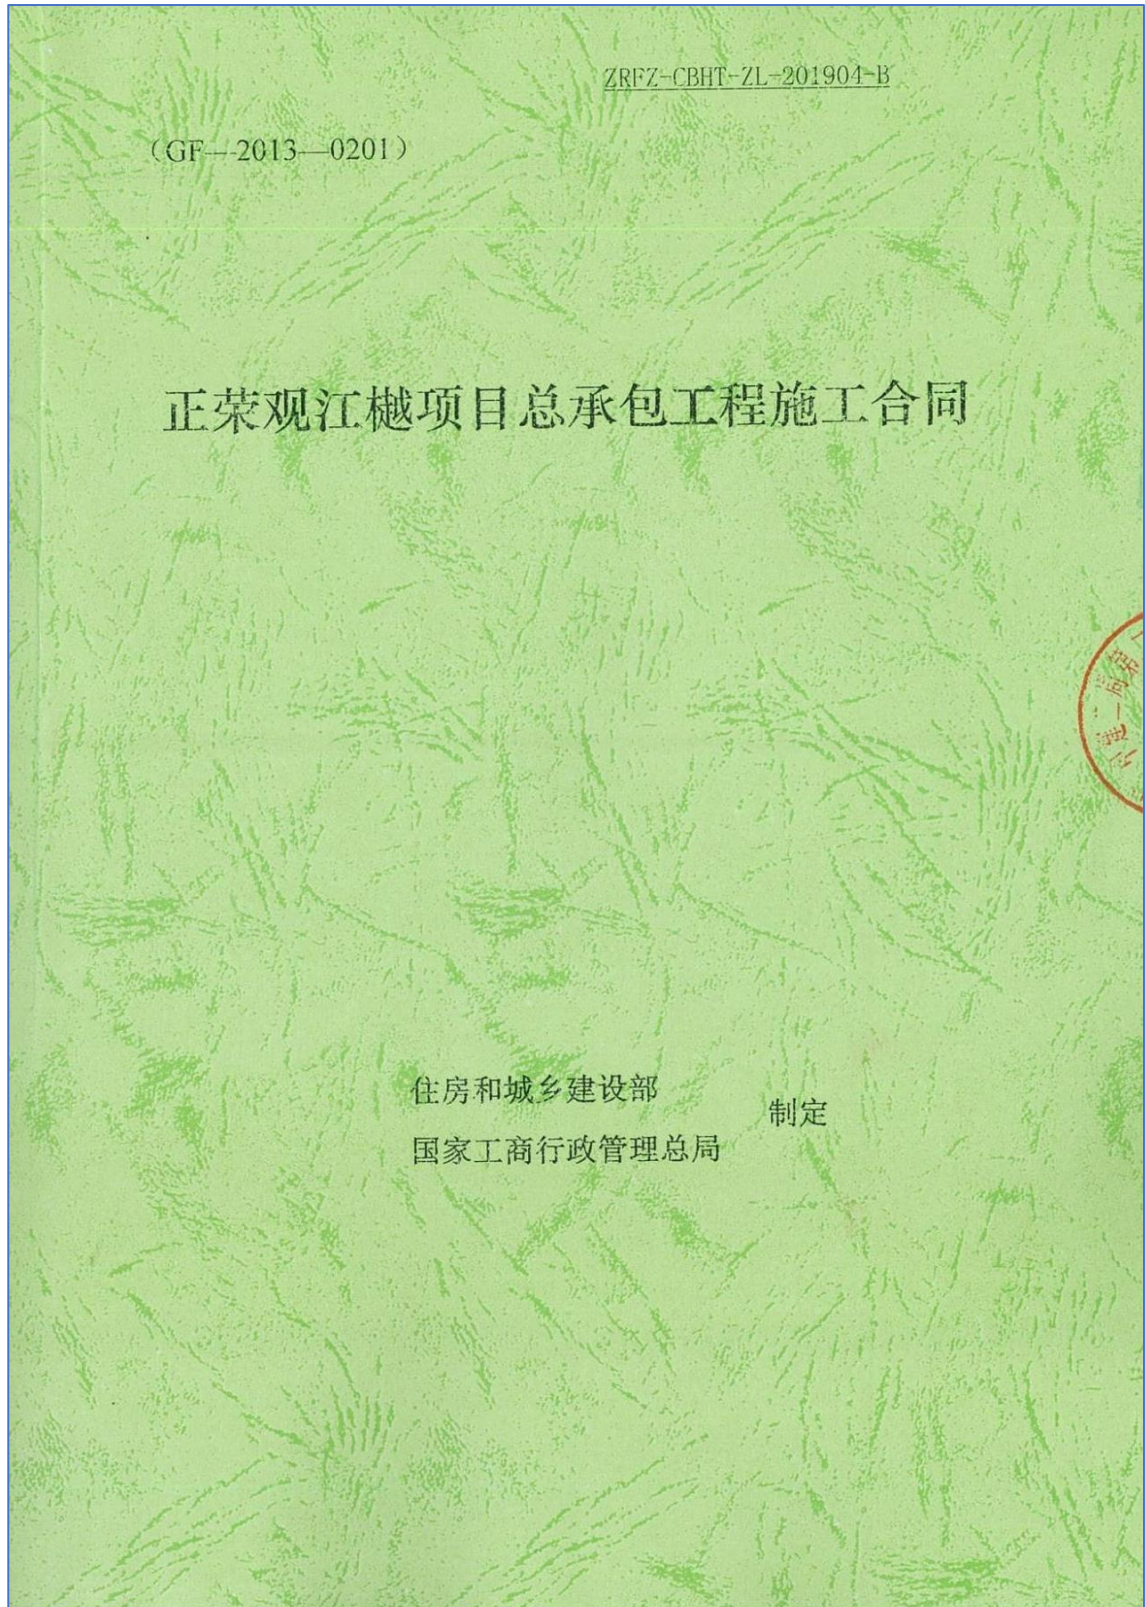 ZRFZ-CBHT-ZL-201904-B
（GF—2013—0201）
正荣观江樾项目总承包工程施工合同
住房和城乡建设部
制定
国家工商行政管理总局